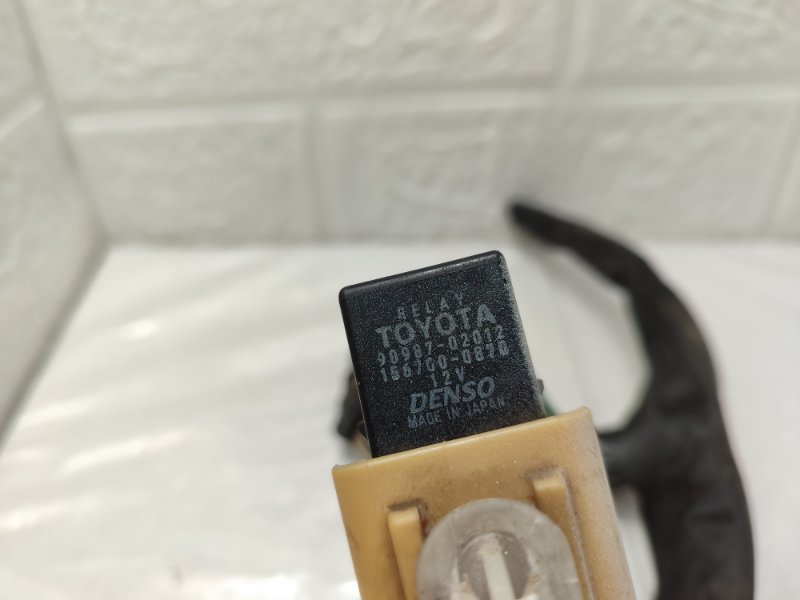 RELAY
TOYOTA
90987-02012
156700-0870
12V
DENSO
MADE IN JAPAN